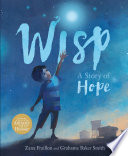 Wisp
A Story of
Hope
Zana Fraillon and Grahame Baker Smith